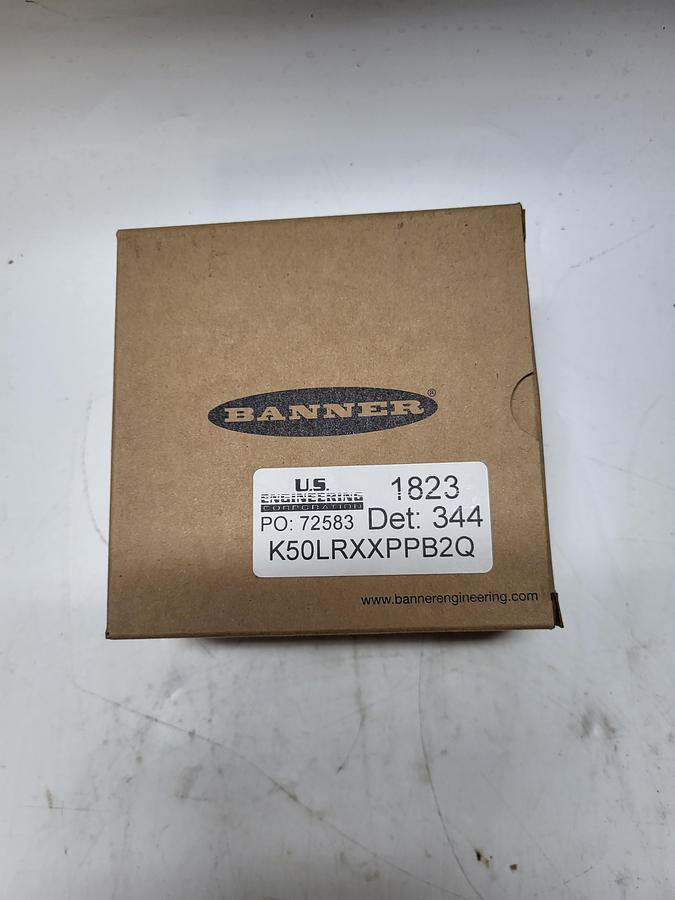 BANNER®
U.S. 1823
ENGINEERING
CORPORATION
PO: 72583 Det: 344
K50LRXXPPB2Q
www.bannerengineering.com